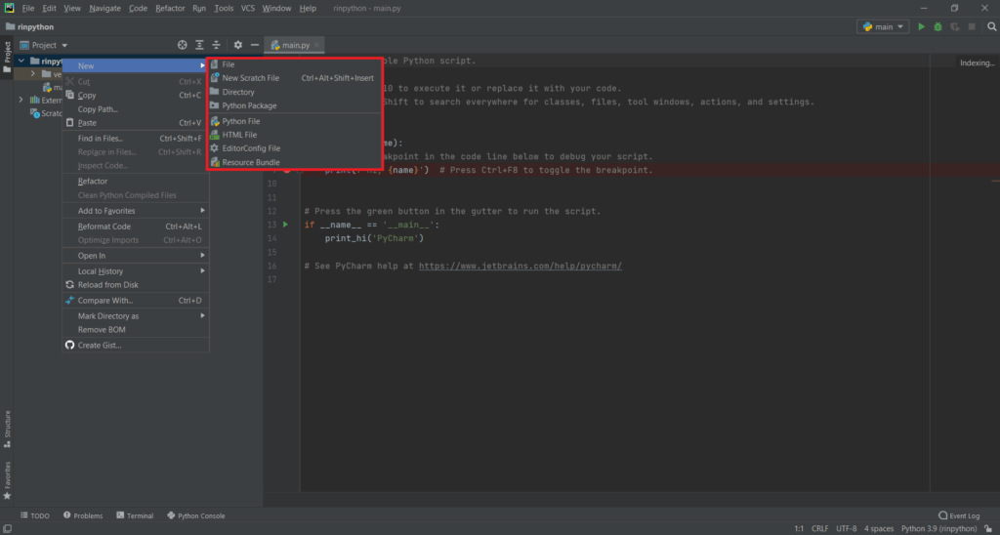 File Edit View Navigate Code Refactor Run Tools VCS Window Help rinpython - main.py
rinpython
main
Project
main.py
Project
Indexing...
rinpy
ve
ma
Extern
Scratc
New
Cut Ctrl+X
Copy Ctrl+C
Copy Path...
Paste Ctrl+V
Find in Files... Ctrl+Shift+F
Replace in Files... Ctrl+Shift+R
Inspect Code...
Refactor
Clean Python Compiled Files
Add to Favorites
Reformat Code Ctrl+Alt+L
Optimize Imports Ctrl+Alt+O
Open In
Local History
Reload from Disk
Compare With... Ctrl+D
Mark Directory as
Remove BOM
Create Gist...
File
New Scratch File Ctrl+Alt+Shift+Insert
Directory
Python Package
Python File
HTML File
EditorConfig File
Resource Bundle
ple Python script.
10 to execute it or replace it with your code.
Shift to search everywhere for classes, files, tool windows, actions, and settings.
me):
eakpoint in the code line below to debug your script.
{name}') # Press Ctrl+F8 to toggle the breakpoint.
10
11
12 # Press the green button in the gutter to run the script.
13 if __name__ == '__main__':
14 print_hi('PyCharm')
15
16 # See PyCharm help at https://www.jetbrains.com/help/pycharm/
17
Structure
Favorites
TODO Problems Terminal Python Console Event Log
1:1 CRLF UTF-8 4 spaces Python 3.9 (rinpython)